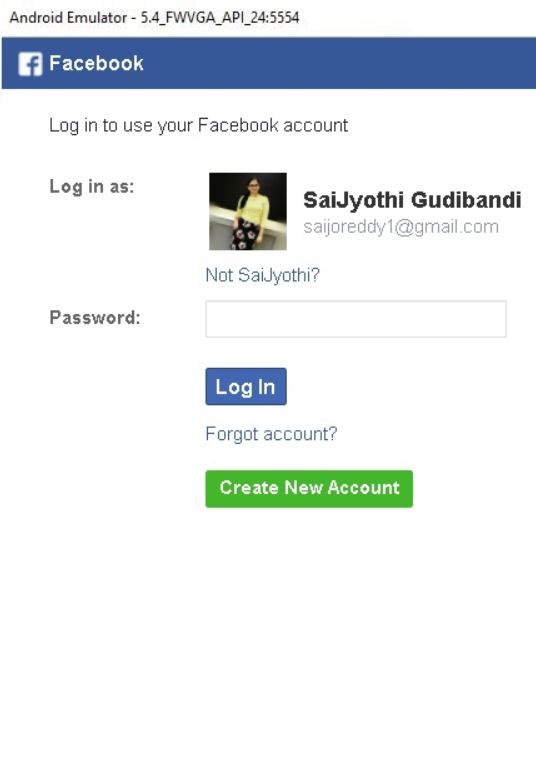 Android Emulator - 5.4_FWVGA_API_24:5554
Facebook
Log in to use your Facebook account
Log in as:
SaiJyothi Gudibandi
saijoreddy1@gmail.com
Not SaiJyothi?
Password:
Log In
Forgot account?
Create New Account